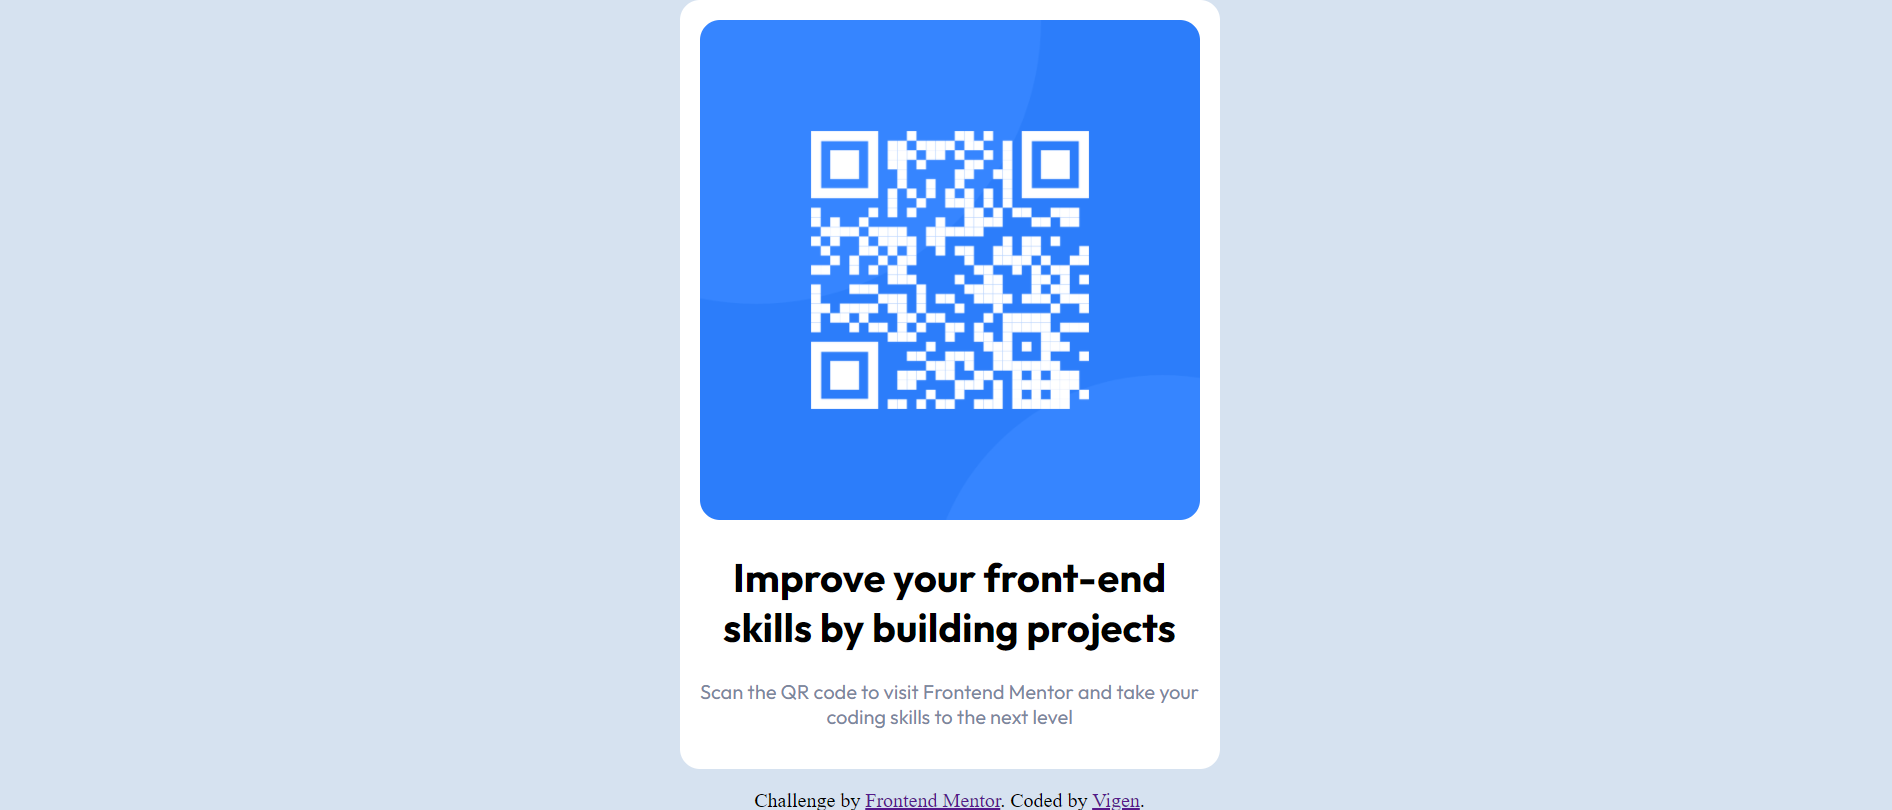 Improve your front-end
skills by building projects
Scan the QR code to visit Frontend Mentor and take your
coding skills to the next level
Challenge by Frontend Mentor. Coded by Vigen.